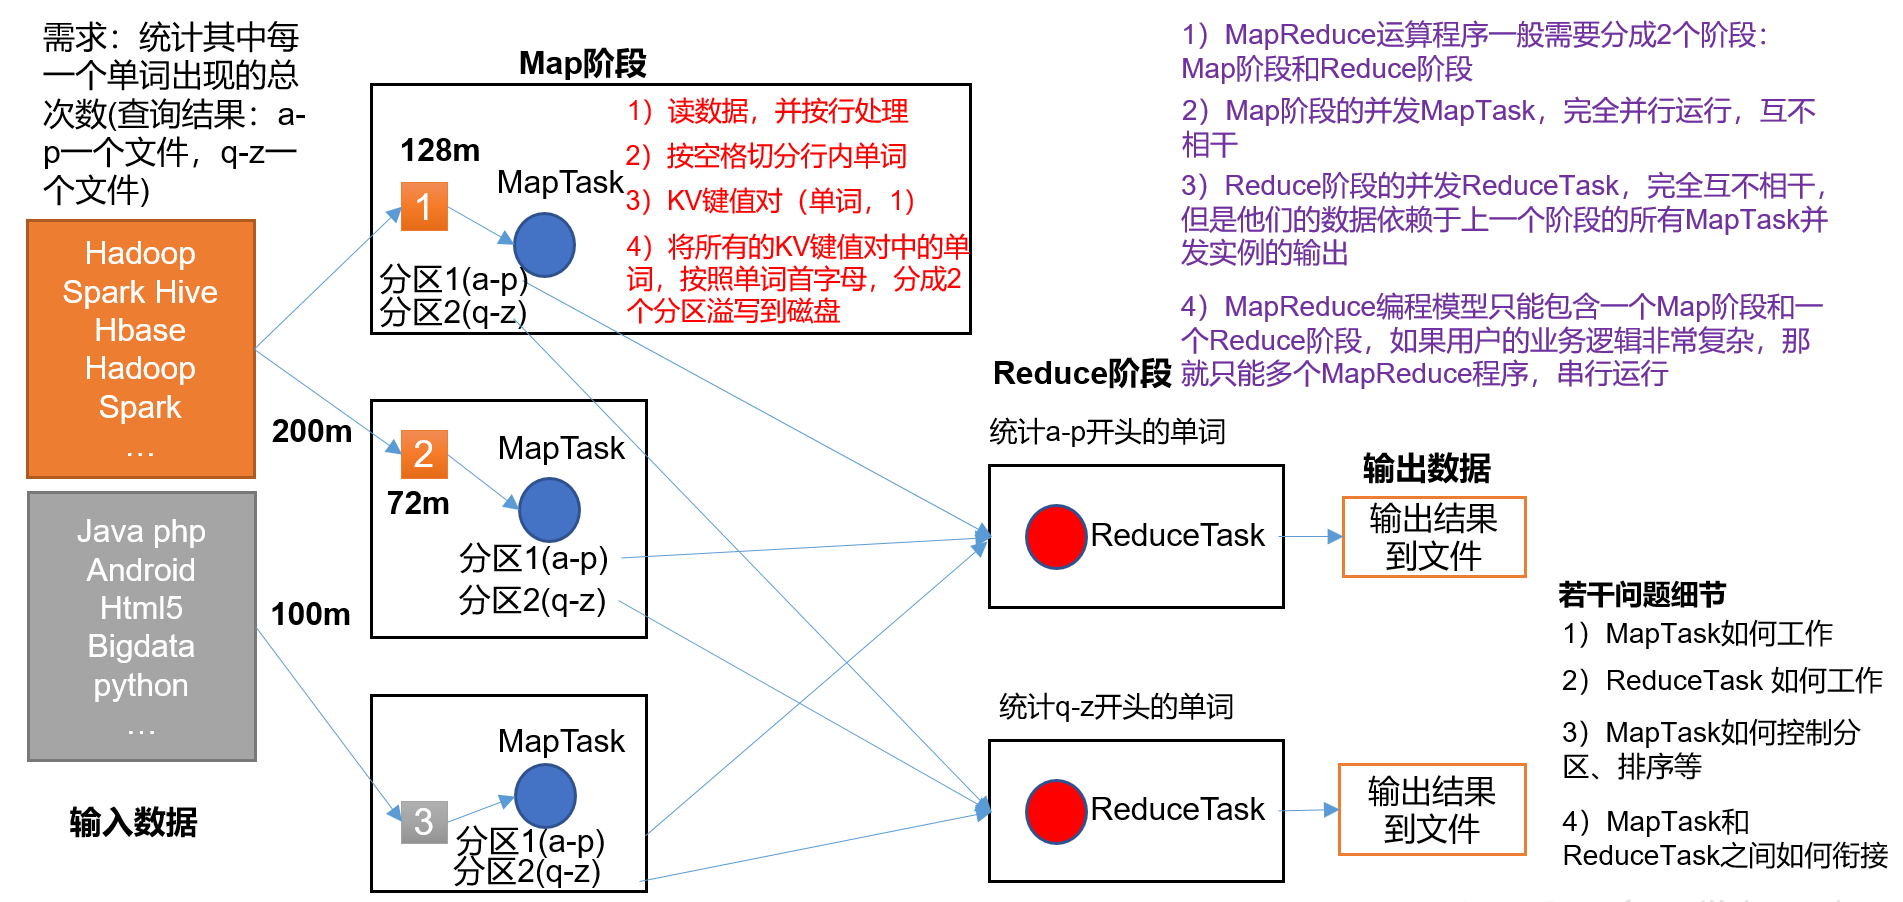 需求：统计其中每
一个单词出现的总
次数(查询结果：a-
p一个文件，q-z一
个文件)
Hadoop
Spark Hive
Hbase
Hadoop
Spark
…
200m
Java php
Android
Html5
Bigdata
python
…
100m
输入数据
Map阶段
128m
1
MapTask
分区1(a-p)
分区2(q-z)
1）读数据，并按行处理
2）按空格切分行内单词
3）KV键值对（单词，1）
4）将所有的KV键值对中的单
词，按照单词首字母，分成2
个分区溢写到磁盘
2
72m
MapTask
分区1(a-p)
分区2(q-z)
3
MapTask
分区1(a-p)
分区2(q-z)
1）MapReduce运算程序一般需要分成2个阶段：
Map阶段和Reduce阶段
2）Map阶段的并发MapTask，完全并行运行，互不
相干
3）Reduce阶段的并发ReduceTask，完全互不相干，
但是他们的数据依赖于上一个阶段的所有MapTask并
发实例的输出
4）MapReduce编程模型只能包含一个Map阶段和一
个Reduce阶段，如果用户的业务逻辑非常复杂，那
就只能多个MapReduce程序，串行运行
Reduce阶段
统计a-p开头的单词
ReduceTask
统计q-z开头的单词
ReduceTask
输出数据
输出结果
到文件
输出结果
到文件
若干问题细节
1）MapTask如何工作
2）ReduceTask 如何工作
3）MapTask如何控制分
区、排序等
4）MapTask和
ReduceTask之间如何衔接